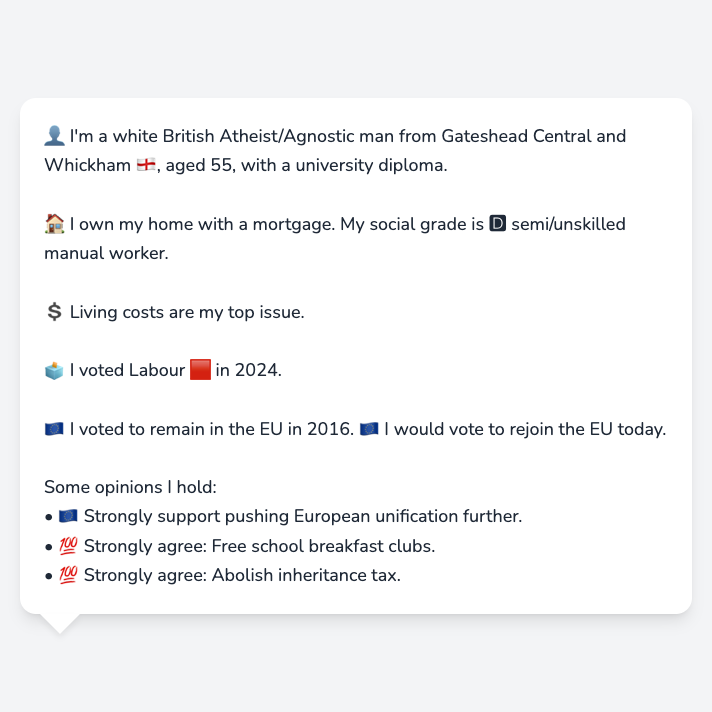 👤 I'm a white British Atheist/Agnostic man from Gateshead Central and
Whickham 🏴󠁧󠁢󠁥󠁮󠁧󠁿, aged 55, with a university diploma.
🏠 I own my home with a mortgage. My social grade is 🅳 semi/unskilled
manual worker.
💲 Living costs are my top issue.
🗳️ I voted Labour 🟥 in 2024.
🇪🇺 I voted to remain in the EU in 2016. 🇪🇺 I would vote to rejoin the EU today.
Some opinions I hold:
• 🇪🇺 Strongly support pushing European unification further.
• 💯 Strongly agree: Free school breakfast clubs.
• 💯 Strongly agree: Abolish inheritance tax.